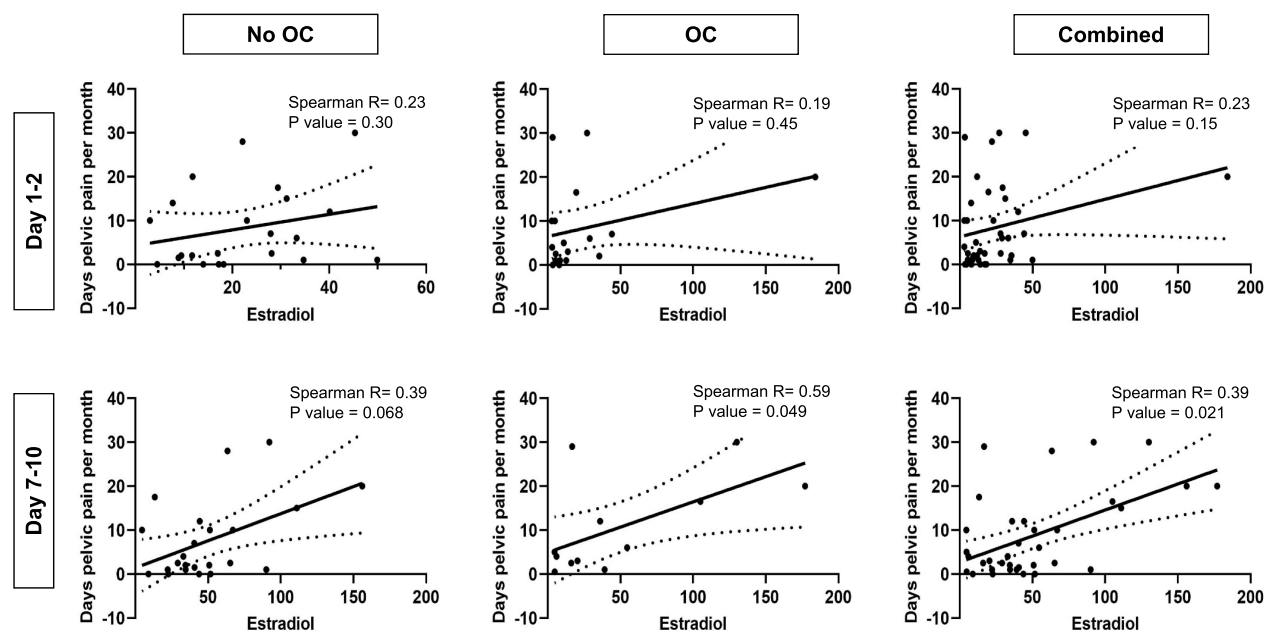 No OC
OC
Combined
Day 1-2
Days pelvic pain per month
40
30
20
10
0
-10
20
40
60
Estradiol
Spearman R= 0.23
P value = 0.30
Days pelvic pain per month
40
30
20
10
0
-10
50
100
150
200
Estradiol
Spearman R= 0.19
P value = 0.45
Days pelvic pain per month
40
30
20
10
0
-10
50
100
150
200
Estradiol
Spearman R= 0.23
P value = 0.15
Day 7-10
Days pelvic pain per month
40
30
20
10
0
-10
50
100
150
200
Estradiol
Spearman R= 0.39
P value = 0.068
Days pelvic pain per month
40
30
20
10
0
-10
50
100
150
200
Estradiol
Spearman R= 0.59
P value = 0.049
Days pelvic pain per month
40
30
20
10
0
-10
50
100
150
200
Estradiol
Spearman R= 0.39
P value = 0.021